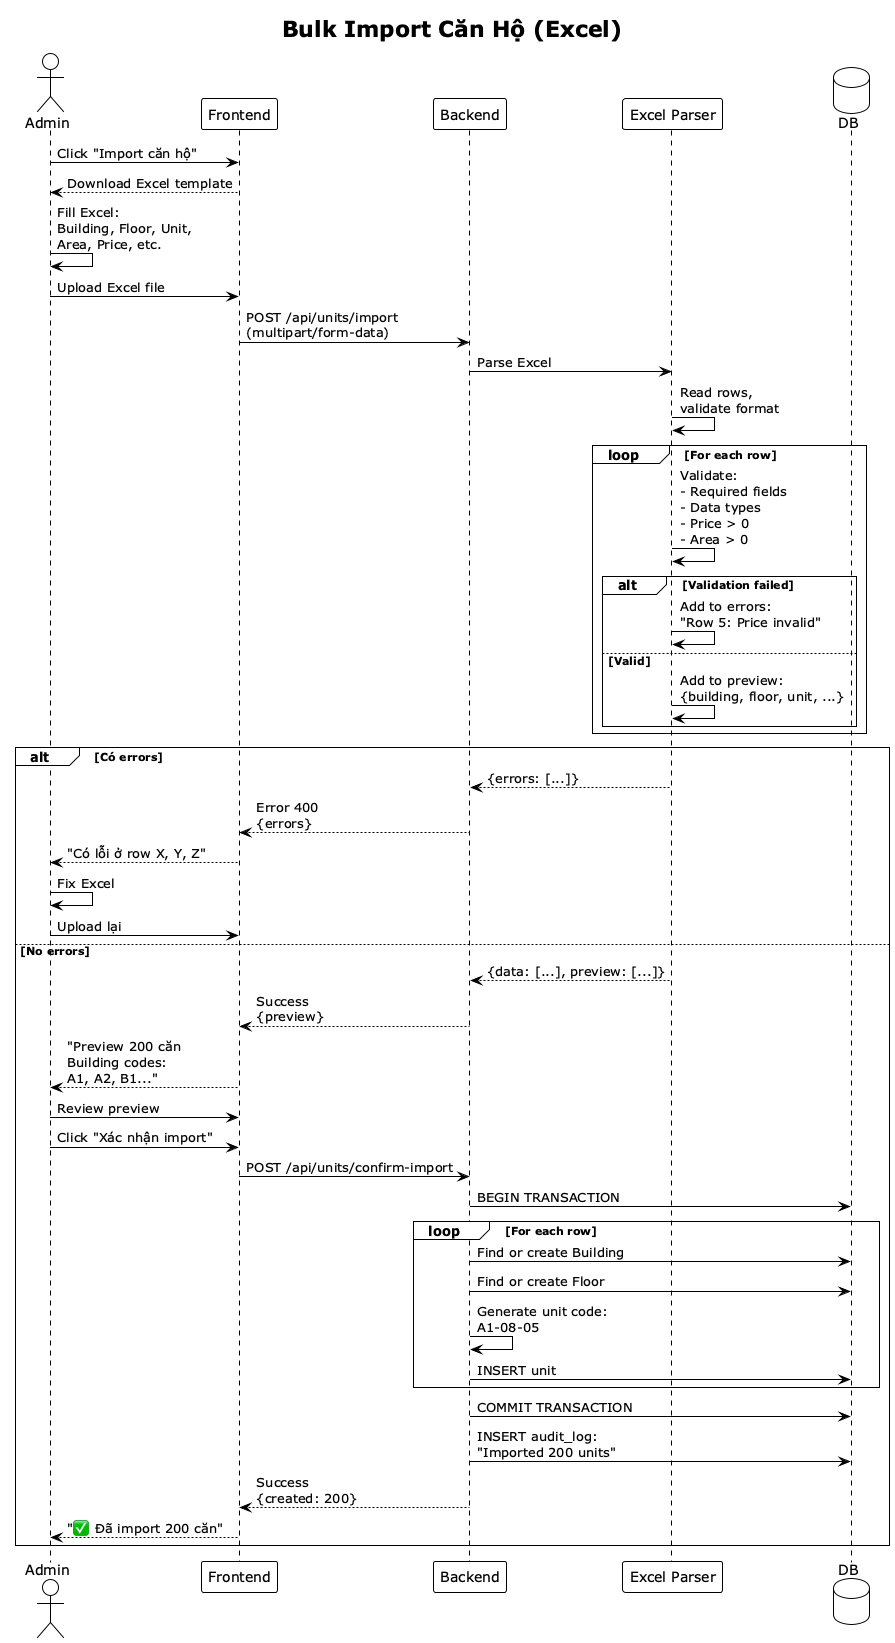 Bulk Import Căn Hộ (Excel)
Admin
Frontend
Backend
Excel Parser
DB
Click "Import căn hộ"
Download Excel template
Fill Excel:
Building, Floor, Unit,
Area, Price, etc.
Upload Excel file
POST /api/units/import
(multipart/form-data)
Parse Excel
Read rows,
validate format
loop [For each row]
Validate:
- Required fields
- Data types
- Price > 0
- Area > 0
alt [Validation failed]
Add to errors:
"Row 5: Price invalid"
[Valid]
Add to preview:
{building, floor, unit, ...}
alt [Có errors]
{errors: [...]}
Error 400
{errors}
"Có lỗi ở row X, Y, Z"
Fix Excel
Upload lại
[No errors]
{data: [...], preview: [...]}
Success
{preview}
"Preview 200 căn
Building codes:
A1, A2, B1..."
Review preview
Click "Xác nhận import"
POST /api/units/confirm-import
BEGIN TRANSACTION
loop [For each row]
Find or create Building
Find or create Floor
Generate unit code:
A1-08-05
INSERT unit
COMMIT TRANSACTION
INSERT audit_log:
"Imported 200 units"
Success
{created: 200}
"✅ Đã import 200 căn"
Admin
Frontend
Backend
Excel Parser
DB